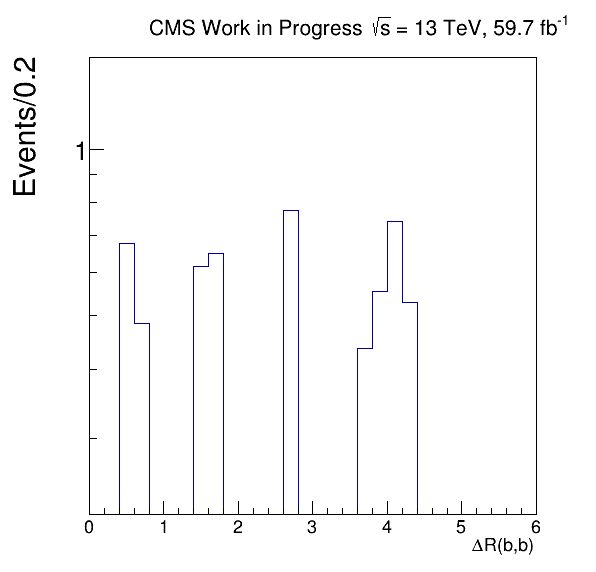 CMS Work in Progress √s = 13 TeV, 59.7 fb⁻¹
Events/0.2
1
0 1 2 3 4 5 6
ΔR(b,b)